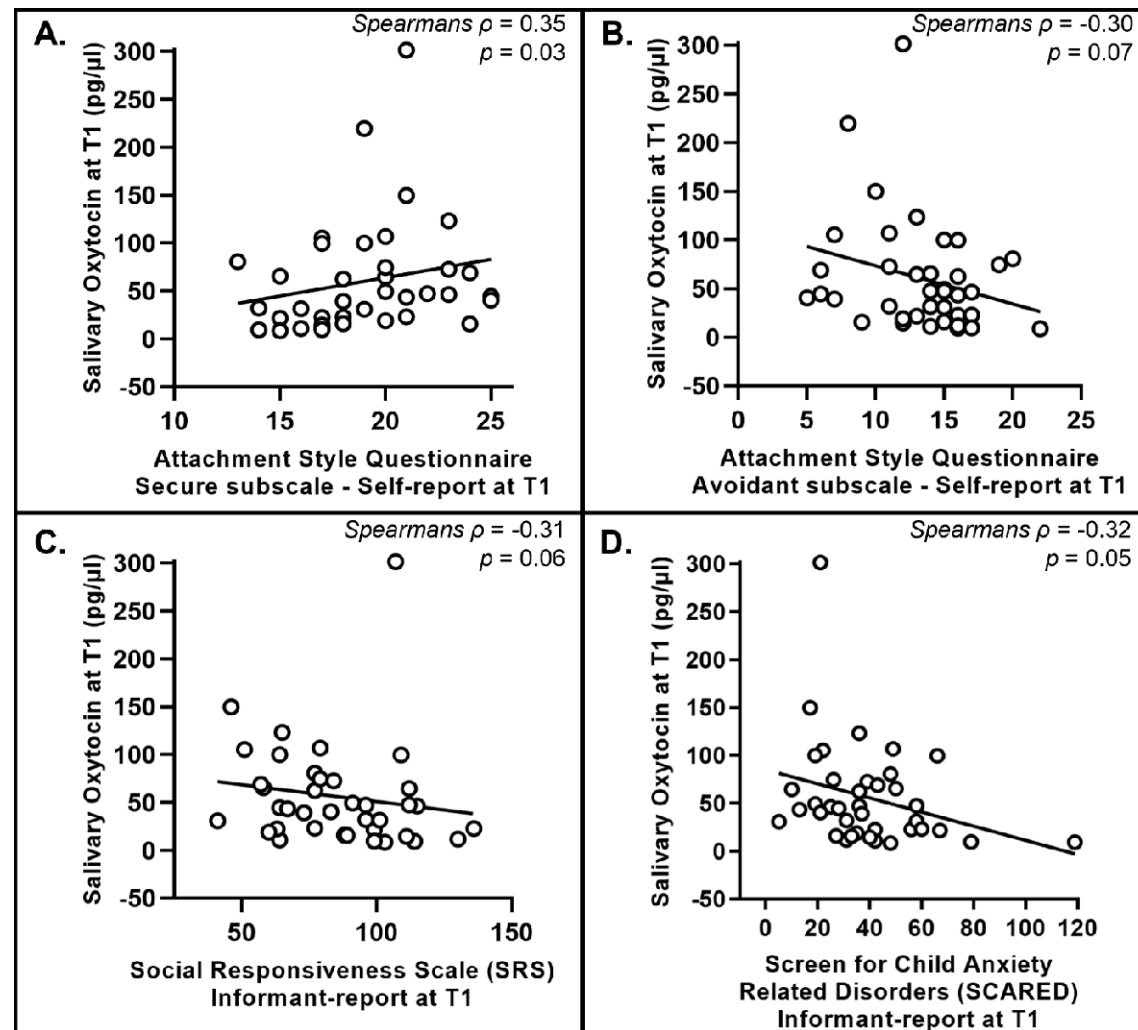 A.
Spearmans ρ = 0.35
p = 0.03
Salivary Oxytocin at T1 (pg/µl)
300
250
200
150
100
50
0
-50
10 15 20 25
Attachment Style Questionnaire
Secure subscale - Self-report at T1
B.
Spearmans ρ = -0.30
p = 0.07
Salivary Oxytocin at T1 (pg/µl)
300
250
200
150
100
50
0
-50
0 5 10 15 20 25
Attachment Style Questionnaire
Avoidant subscale - Self-report at T1
C.
Spearmans ρ = -0.31
p = 0.06
Salivary Oxytocin at T1 (pg/µl)
300
250
200
150
100
50
0
-50
50 100 150
Social Responsiveness Scale (SRS)
Informant-report at T1
D.
Spearmans ρ = -0.32
p = 0.05
Salivary Oxytocin at T1 (pg/µl)
300
250
200
150
100
50
0
-50
0 20 40 60 80 100 120
Screen for Child Anxiety
Related Disorders (SCARED)
Informant-report at T1